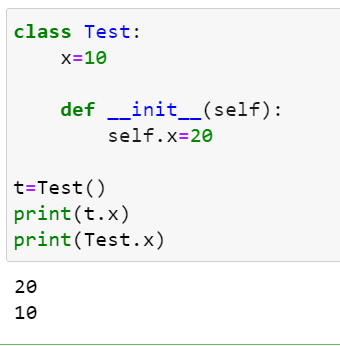 class Test:
    x=10

    def __init__(self):
        self.x=20

t=Test()
print(t.x)
print(Test.x)
20
10